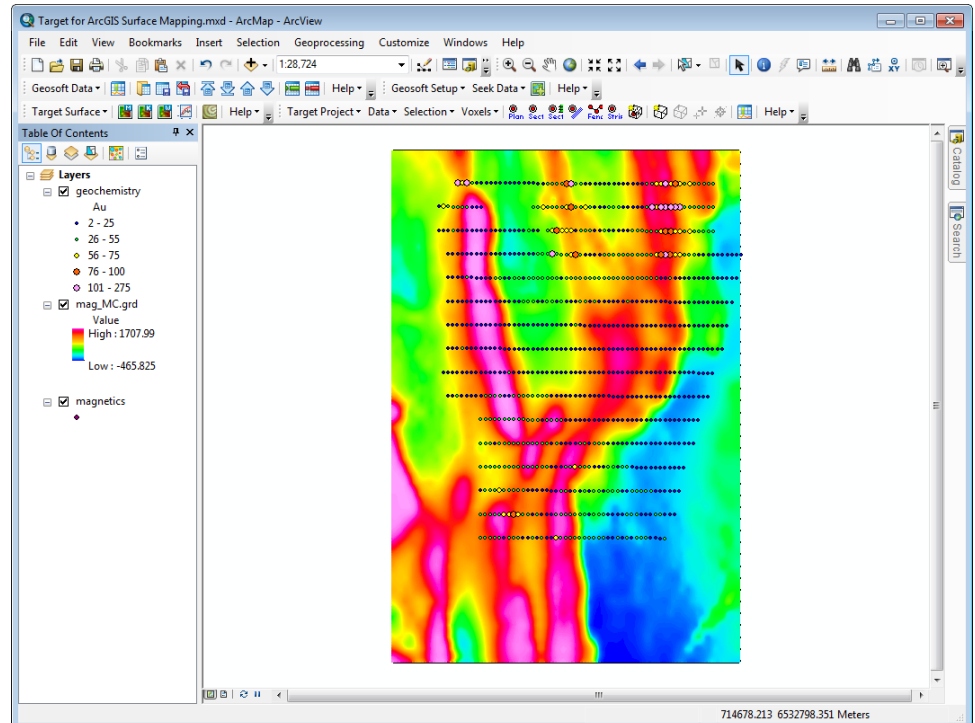 Target for ArcGIS Surface Mapping.mxd - ArcMap - ArcView
File Edit View Bookmarks Insert Selection Geoprocessing Customize Windows Help
1:28,724
Geosoft Data Help Geosoft Setup Seek Data Help
Target Surface Help Target Project Data Selection Voxels Plan Sect Sect Fenc Strip Help
Table Of Contents
Layers
geochemistry
Au
2 - 25
26 - 55
56 - 75
76 - 100
101 - 275
mag_MC.grd
Value
High : 1707.99
Low : -465.825
magnetics
Catalog
Search
714678.213 6532798.351 Meters